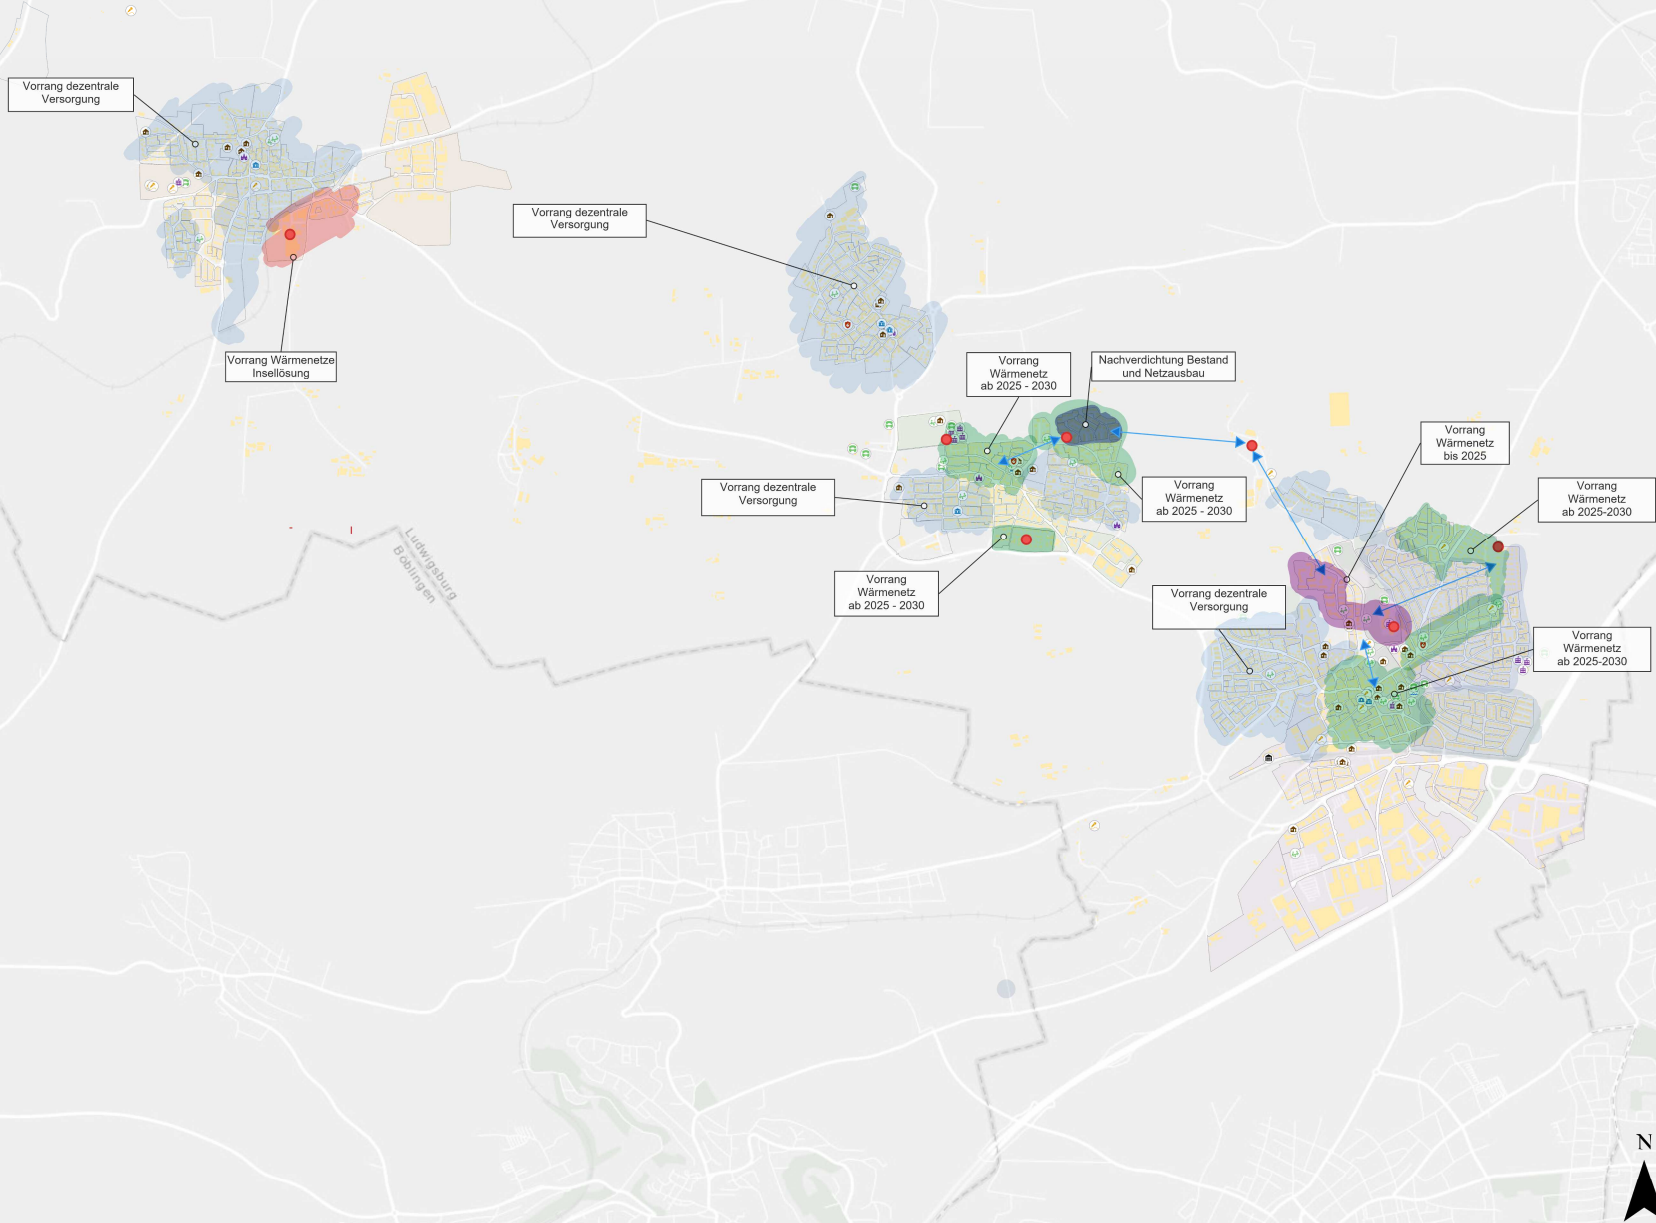 Vorrang dezentrale
Versorgung
Vorrang dezentrale
Versorgung
Vorrang Wärmenetze
Insellösung
Vorrang
Wärmenetz
ab 2025 - 2030
Nachverdichtung Bestand
und Netzausbau
Vorrang
Wärmenetz
bis 2025
Vorrang dezentrale
Versorgung
Vorrang
Wärmenetz
ab 2025 - 2030
Vorrang
Wärmenetz
ab 2025-2030
Ludwigsburg
Böblingen
Vorrang
Wärmenetz
ab 2025 - 2030
Vorrang dezentrale
Versorgung
Vorrang
Wärmenetz
ab 2025-2030
N